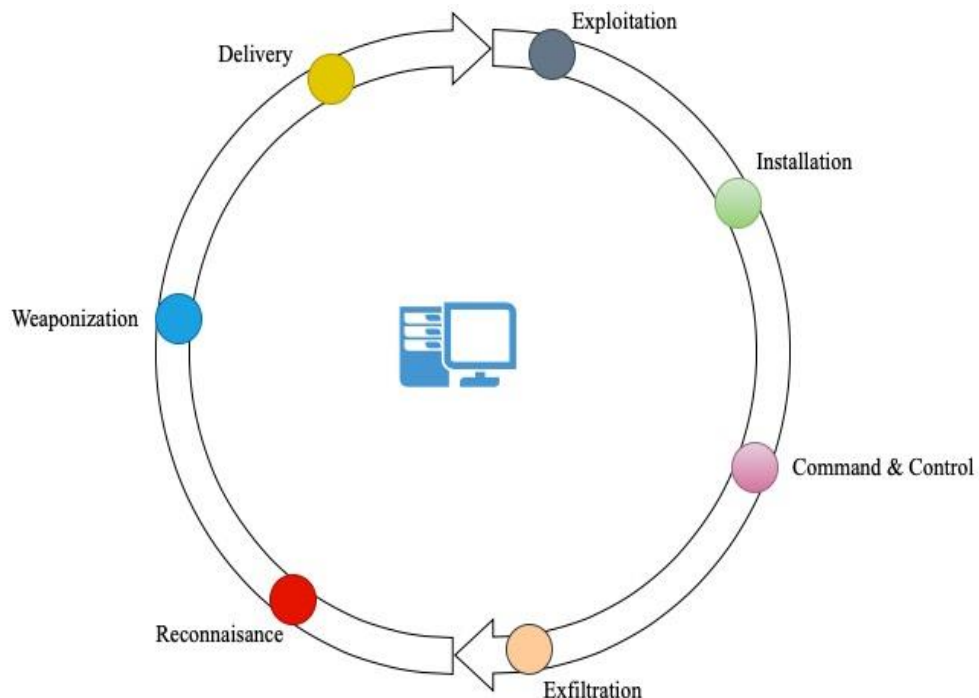 Exploitation
Delivery
Installation
Weaponization
Command & Control
Reconnaisance
Exfiltration